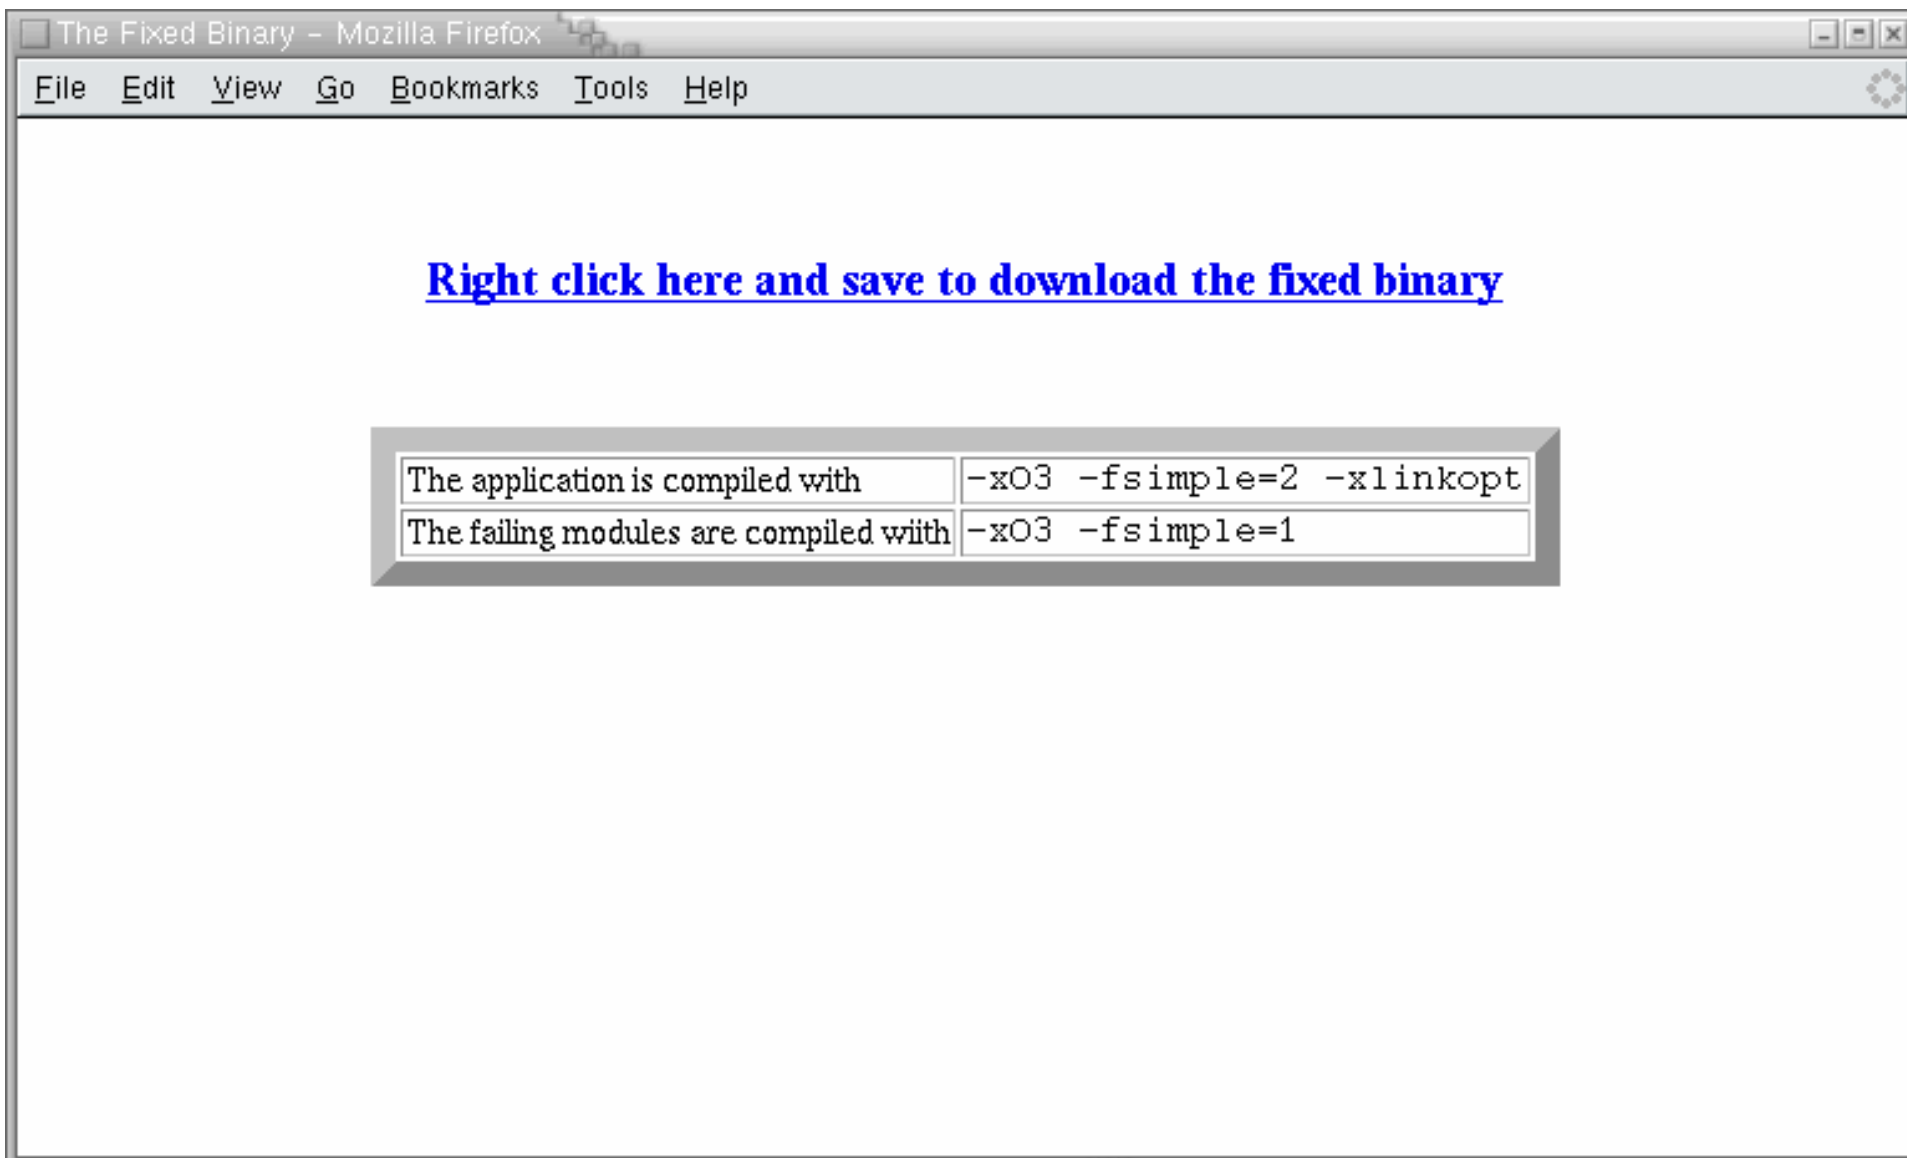 The Fixed Binary - Mozilla Firefox
File Edit View Go Bookmarks Tools Help
Right click here and save to download the fixed binary
The application is compiled with -xO3 -fsimple=2 -xlinkopt
The failing modules are compiled wiith -xO3 -fsimple=1